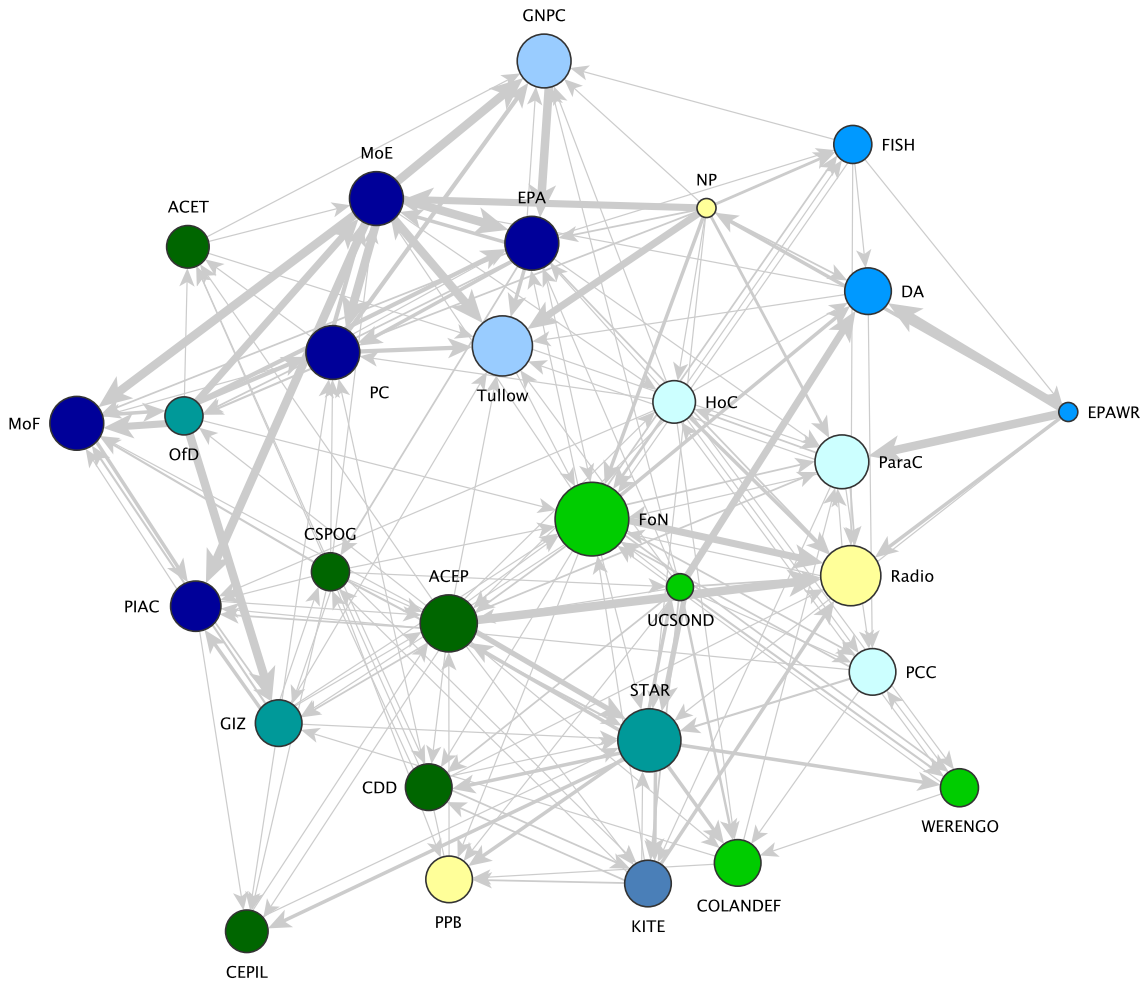 GNPC
FISH
MoE
NP
EPA
ACET
DA
PC
Tullow
HoC
EPAWR
MoF
OfD
ParaC
FoN
CSPOG
ACEP
Radio
PIAC
UCSOND
PCC
STAR
GIZ
CDD
WERENGO
COLANDEF
PPB
KITE
CEPIL